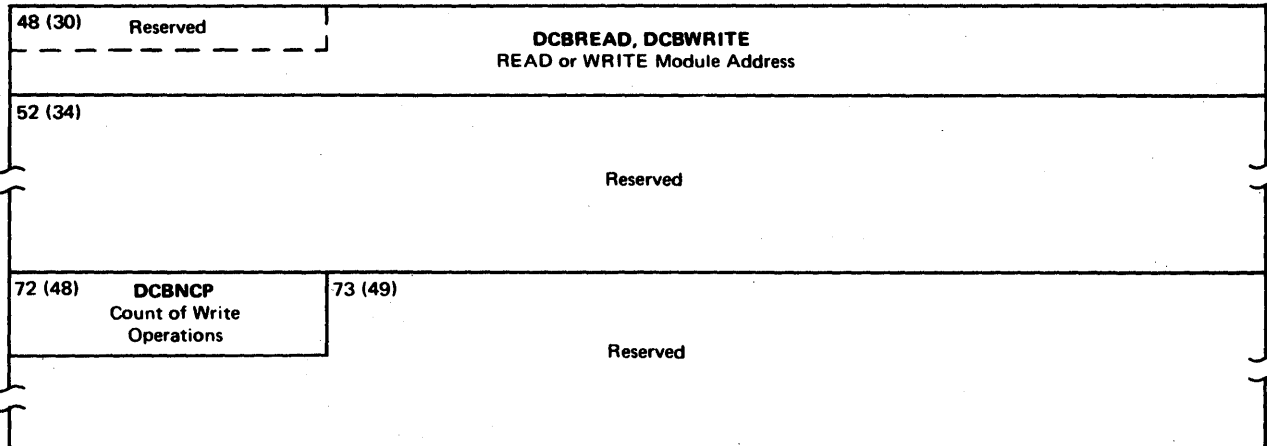 48 (30) Reserved
DCBREAD, DCBWRITE
READ or WRITE Module Address
52 (34)
Reserved
72 (48) DCBNCP
Count of Write
Operations
73 (49)
Reserved